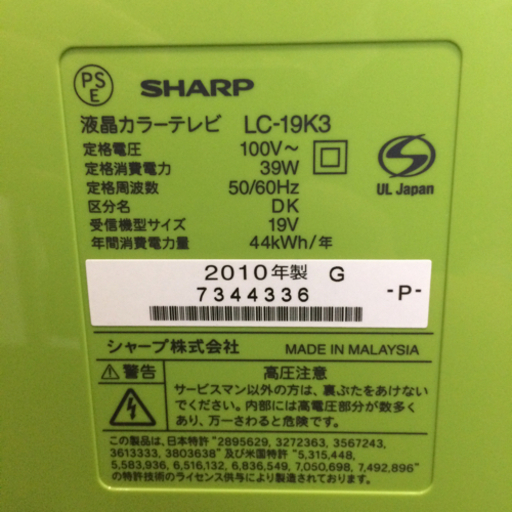 PS
E
SHARP
液晶カラーテレビ LC-19K3
定格電圧 100V～
定格消費電力 39W
定格周波数 50/60Hz
区分名 DK
受信機型サイズ 19V
年間消費電力量 44kWh/年
S
UL Japan
2010年製 G
7344336
-P-
シャープ株式会社 MADE IN MALAYSIA
警告 高圧注意
サービスマン以外の方は、裏ぶたをあけない
でください。内部には高電圧部分が数多く
あり、万一さわると危険です。
この製品は、日本特許 "2895629, 3272363, 3567243,
3613333, 3803638" 及び米国特許 "5,315,448,
5,583,936, 6,516,132, 6,836,549, 7,050,698, 7,492,896"
の特許技術のライセンス供与により製造されています。